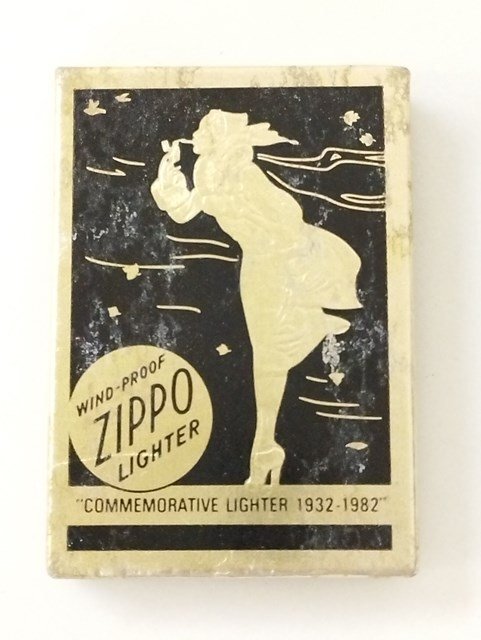 WIND-PROOF
ZIPPO
LIGHTER
"COMMEMORATIVE LIGHTER 1932-1982"